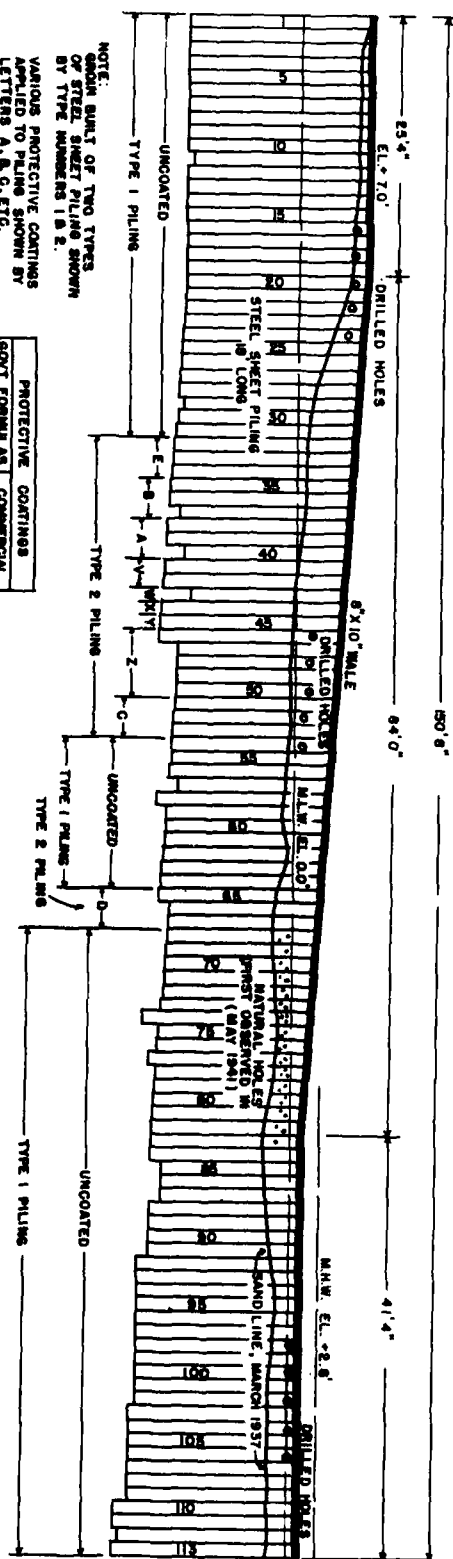 150'8"
25'4"
84'0"
41'4"
EL.+ 7.0'
DRILLED HOLES
8" X 10" WALE
M.H.W. EL. +2.8'
DRILLED HOLES
M.L.W. EL. 0.0'
DRILLED HOLES
5
10
15
20
25
30
35
40
45
50
55
60
65
70
75
80
85
90
95
100
105
110
113
STEEL SHEET PILING
18' LONG
NATURAL HOLES
FIRST OBSERVED IN
(MAY 1941)
SAND LINE, MARCH 1937
UNCOATED
E
B
A
V
W
X
Y
Z
C
UNCOATED
D
UNCOATED
TYPE 1 PILING
TYPE 2 PILING
TYPE 1 PILING
TYPE 2 PILING
TYPE 1 PILING
NOTE:
GROIN BUILT OF TWO TYPES
OF STEEL SHEET PILING SHOWN
BY TYPE NUMBERS 1 & 2.
VARIOUS PROTECTIVE COATINGS
APPLIED TO PILING SHOWN BY
LETTERS A, B, C, ETC.
PROTECTIVE COATINGS
GOVT FORMULAS
COMMERCIAL